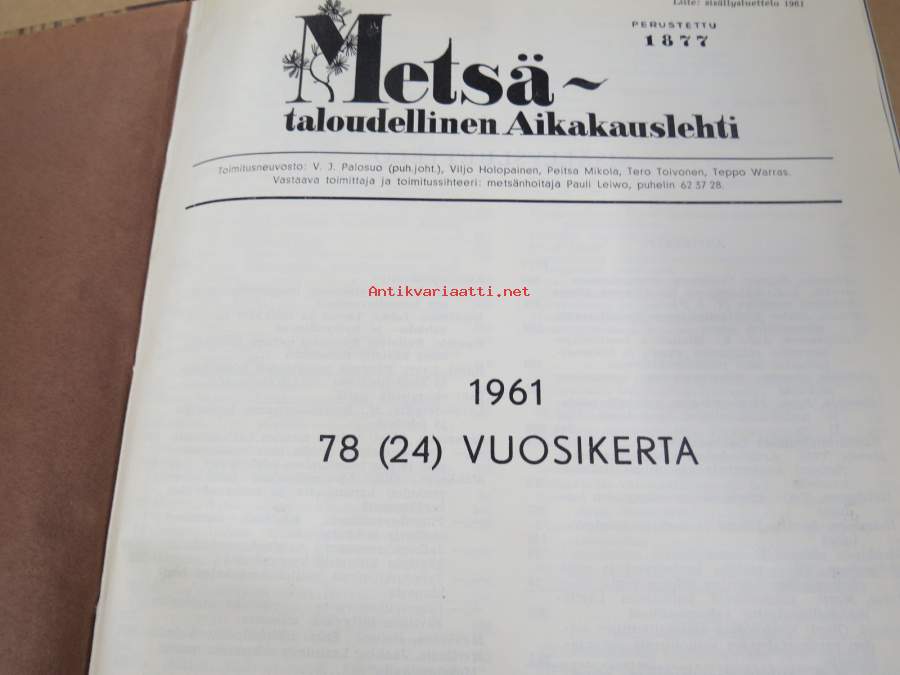 Liite: sisällysluettelo 1961
PERUSTETTU
1877
Metsä~
taloudellinen Aikakauslehti
Toimitusneuvosto: V. J. Palosuo (puh.joht.), Viljo Holopainen, Peitsa Mikola, Tero Toivonen, Teppo Warras.
Vastaava toimittaja ja toimitussihteeri: metsänhoitaja Pauli Leiwo, puhelin 62 37 28.
Antikvariaatti.net
1961
78 (24) VUOSIKERTA